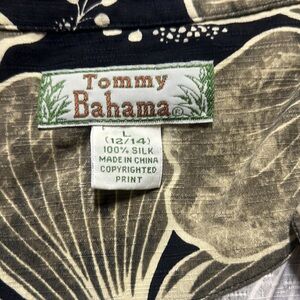 Tommy
Bahama®
L
(12/14)
100% SILK
MADE IN CHINA
COPYRIGHTED
PRINT